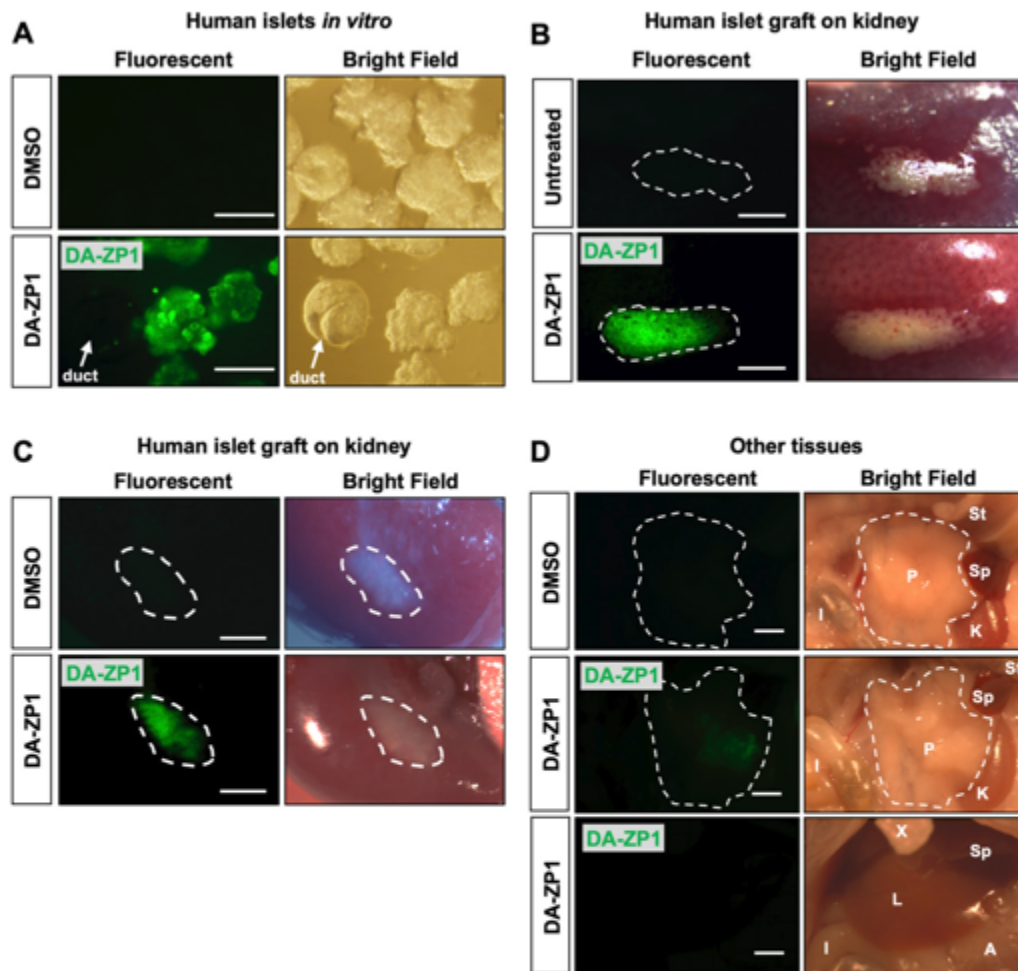 A
Human islets in vitro
Fluorescent
Bright Field
DMSO
DA-ZP1
DA-ZP1
duct
duct
B
Human islet graft on kidney
Fluorescent
Bright Field
Untreated
DA-ZP1
DA-ZP1
C
Human islet graft on kidney
Fluorescent
Bright Field
DMSO
DA-ZP1
DA-ZP1
D
Other tissues
Fluorescent
Bright Field
DMSO
St
P
Sp
I
K
DA-ZP1
DA-ZP1
St
Sp
P
I
K
DA-ZP1
DA-ZP1
X
Sp
L
I
A